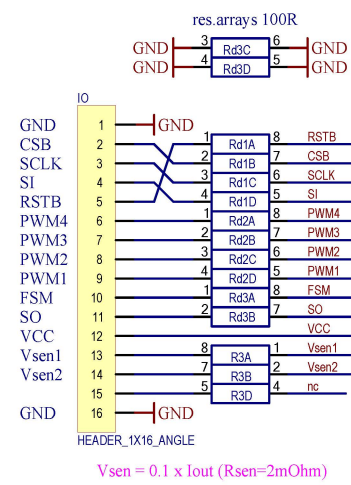 res.arrays 100R
GND 3 Rd3C 6 GND
GND 4 Rd3D 5 GND
IO
GND 1 GND
CSB 2 1 Rd1A 8 RSTB
SCLK 3 2 Rd1B 7 CSB
SI 4 3 Rd1C 6 SCLK
RSTB 5 4 Rd1D 5 SI
PWM4 6 1 Rd2A 8 PWM4
PWM3 7 2 Rd2B 7 PWM3
PWM2 8 3 Rd2C 6 PWM2
PWM1 9 4 Rd2D 5 PWM1
FSM 10 1 Rd3A 8 FSM
SO 11 2 Rd3B 7 SO
VCC 12 VCC
Vsen1 13 8 R3A 1 Vsen1
Vsen2 14 7 R3B 2 Vsen2
15 5 R3D 4 nc
GND 16 GND
HEADER_1X16_ANGLE
Vsen = 0.1 x Iout (Rsen=2mOhm)